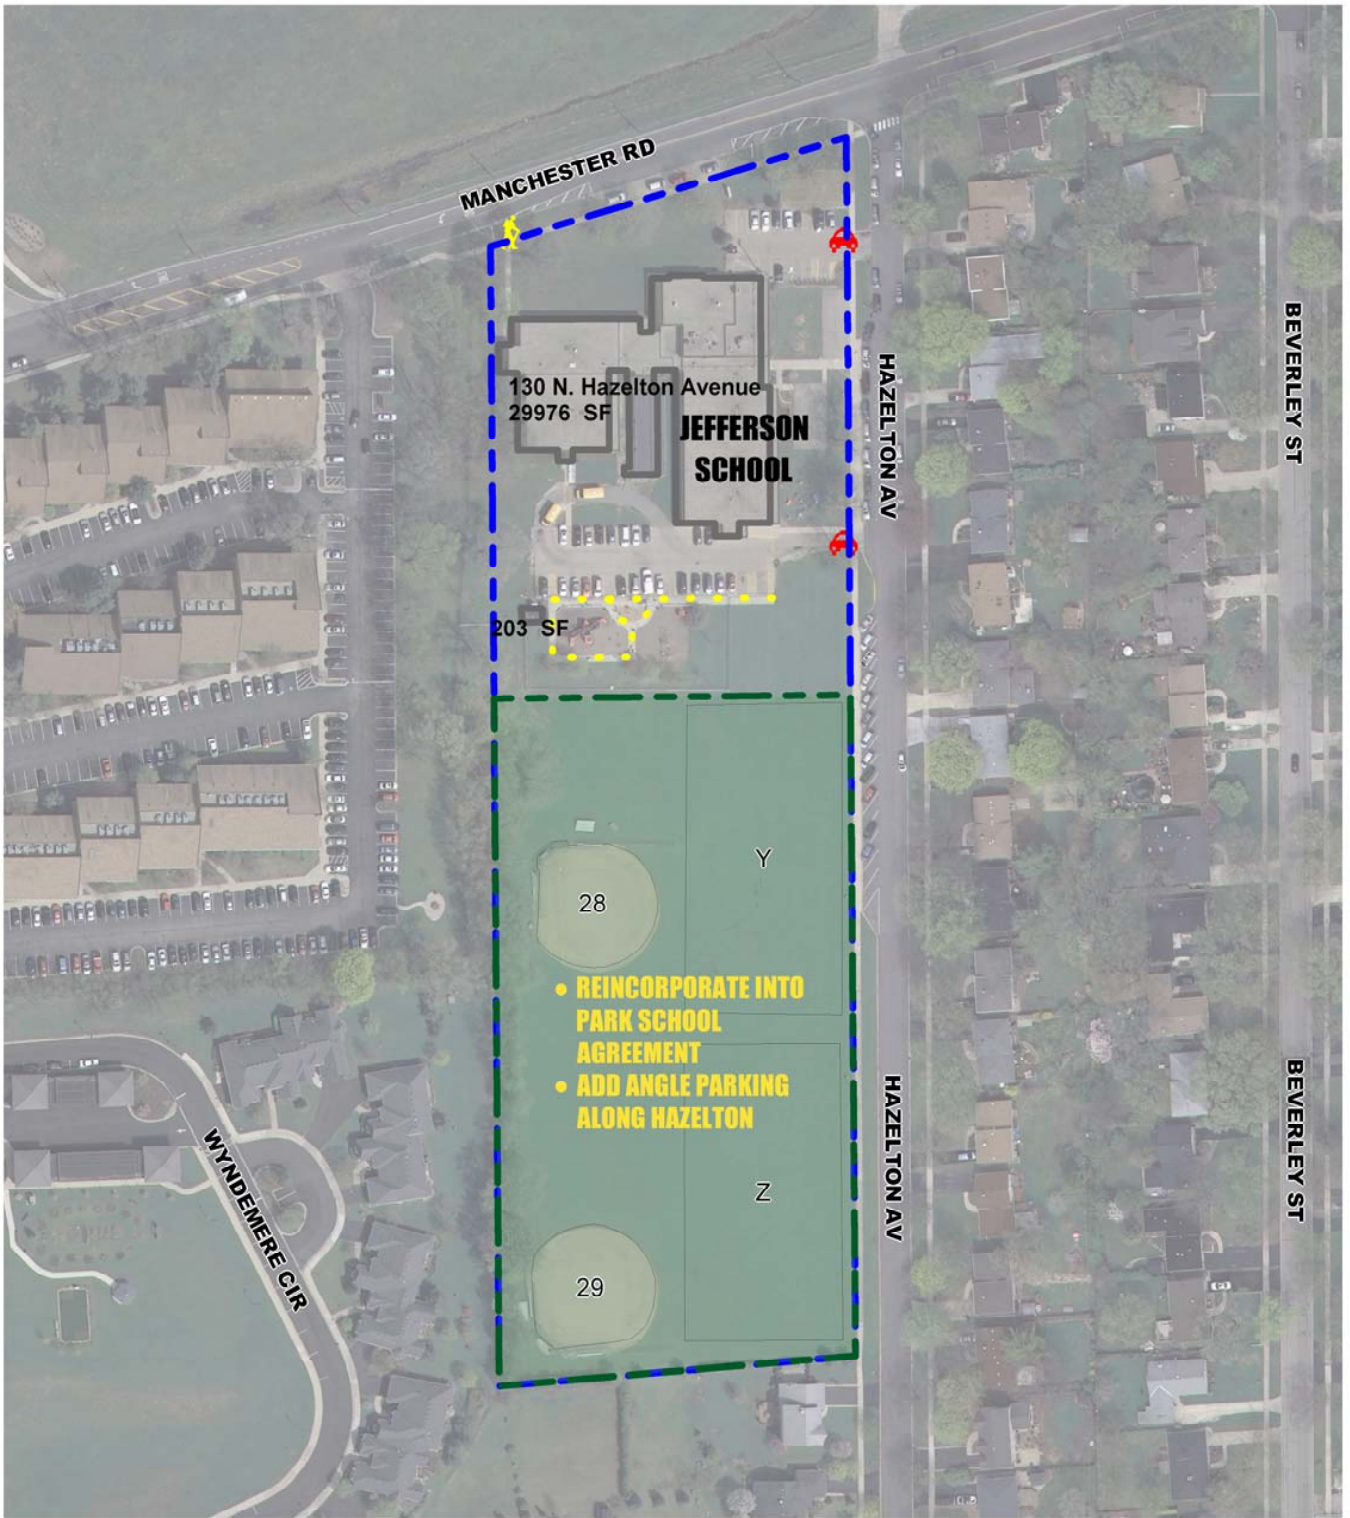 MANCHESTER RD
130 N. Hazelton Avenue
29976 SF
JEFFERSON
SCHOOL
HAZELTON AV
BEVERLEY ST
203 SF
Y
28
• REINCORPORATE INTO
PARK SCHOOL
AGREEMENT
• ADD ANGLE PARKING
ALONG HAZELTON
HAZELTON AV
BEVERLEY ST
WYNDEMERE CIR
Z
29